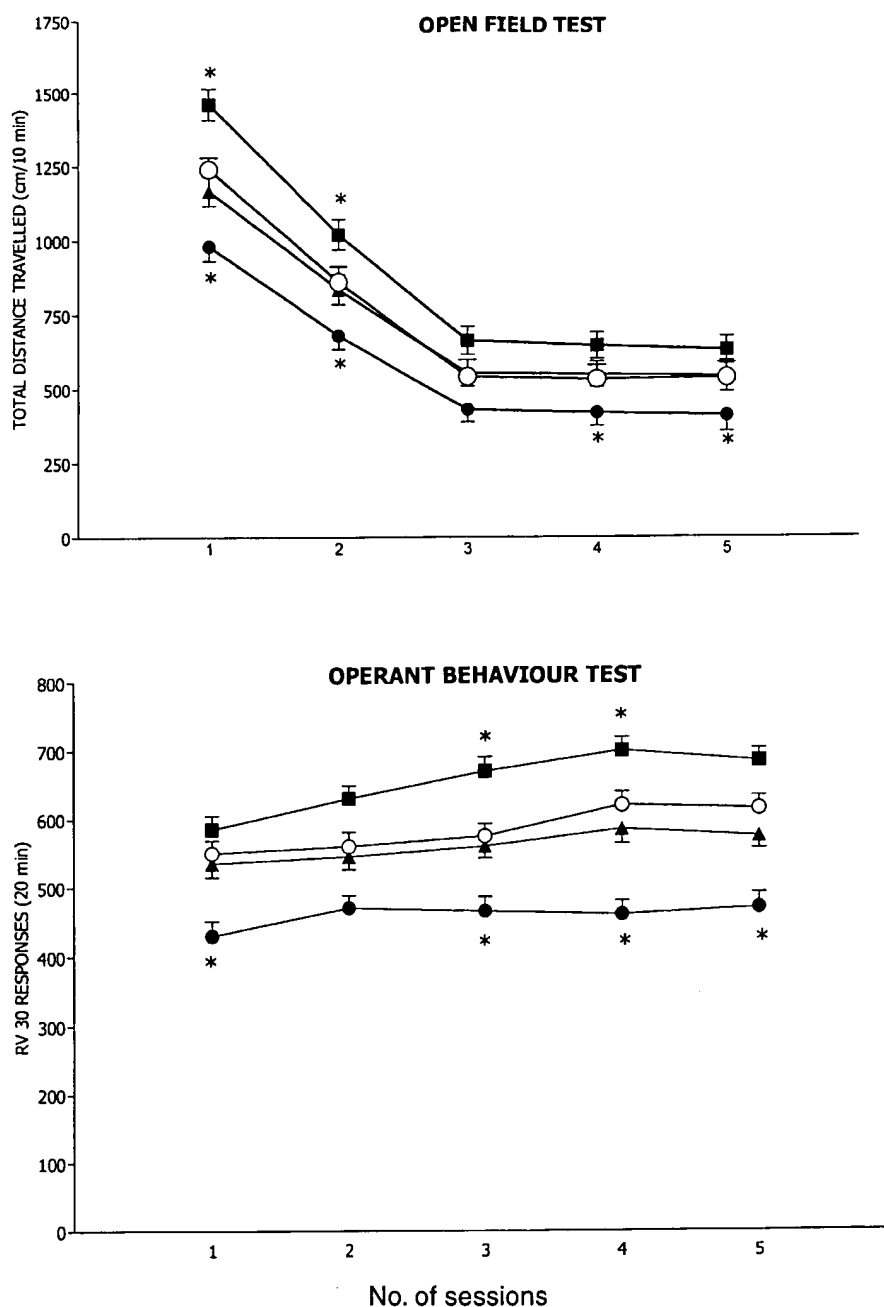 OPEN FIELD TEST
TOTAL DISTANCE TRAVELLED (cm/10 min)
1750
1500
1250
1000
750
500
250
0
* * * * * *
1 2 3 4 5
OPERANT BEHAVIOUR TEST
RV 30 RESPONSES (20 min)
800
700
600
500
400
300
200
100
0
* * * * * *
1 2 3 4 5
No. of sessions